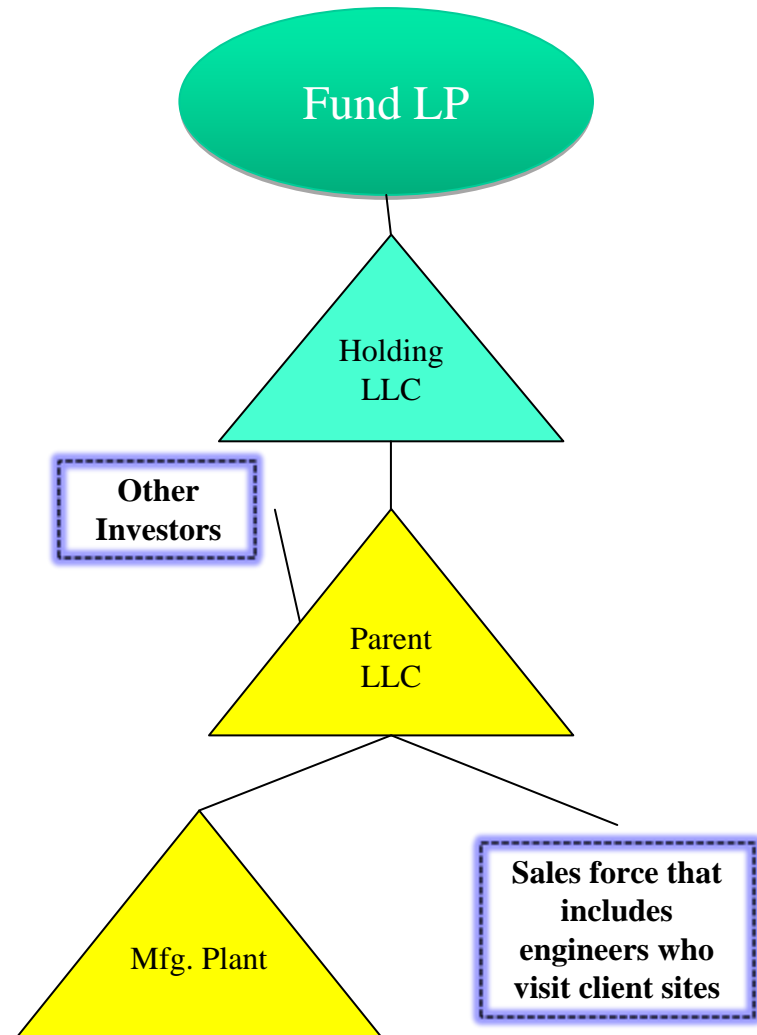 Fund LP
Holding
LLC
Other
Investors
Parent
LLC
Mfg. Plant
Sales force that
includes
engineers who
visit client sites